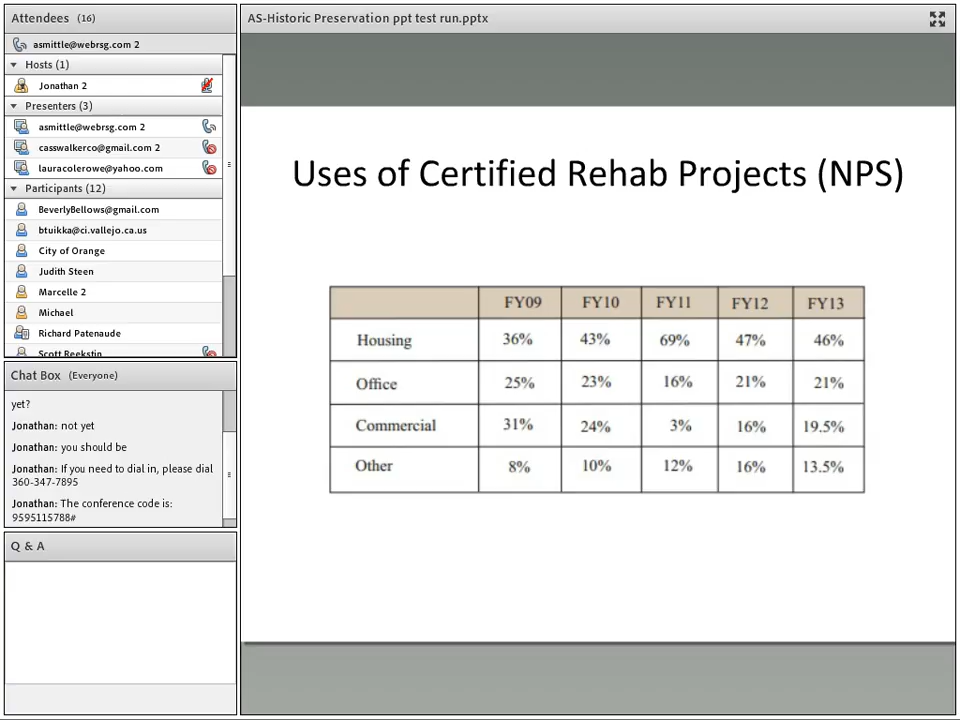 Attendees (16)
asmittle@webrsg.com 2
Hosts (1)
Jonathan 2
Presenters (3)
asmittle@webrsg.com 2
casswalkerco@gmail.com 2
lauracolerowe@yahoo.com
Participants (12)
BeverlyBellows@gmail.com
btuikka@ci.vallejo.ca.us
City of Orange
Judith Steen
Marcelle 2
Michael
Richard Patenaude
Scott Reekstin
Chat Box (Everyone)
yet?
Jonathan: not yet
Jonathan: you should be
Jonathan: If you need to dial in, please dial
360-347-7895
Jonathan: The conference code is:
9595115788#
Q & A
AS-Historic Preservation ppt test run.pptx
Uses of Certified Rehab Projects (NPS)
FY09 FY10 FY11 FY12 FY13
Housing 36% 43% 69% 47% 46%
Office 25% 23% 16% 21% 21%
Commercial 31% 24% 3% 16% 19.5%
Other 8% 10% 12% 16% 13.5%